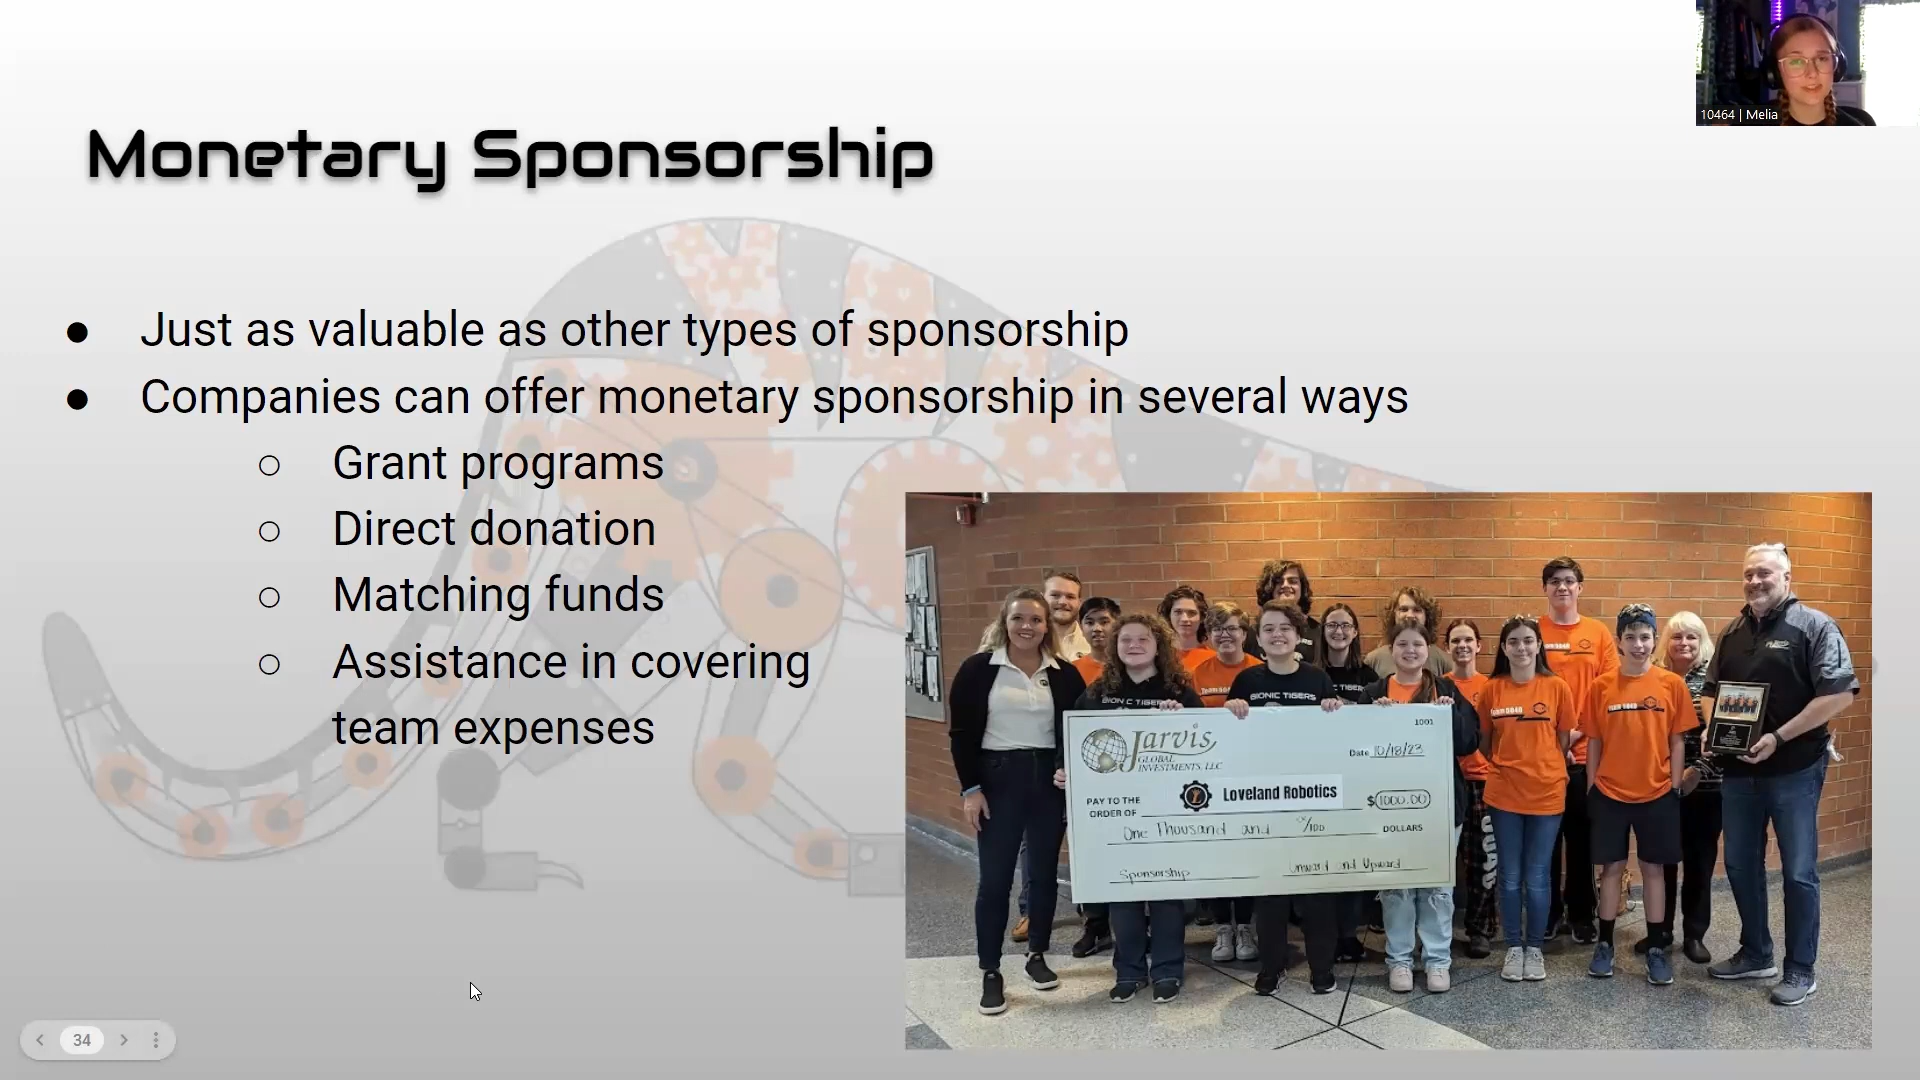 10464 | Melia
Monetary Sponsorship
● Just as valuable as other types of sponsorship
● Companies can offer monetary sponsorship in several ways
○ Grant programs
○ Direct donation
○ Matching funds
○ Assistance in covering
team expenses
BIONIC TIGERS
Jarvis
GLOBAL
INVESTMENTS, LLC
1001
Date 10/18/23
PAY TO THE
ORDER OF
Loveland Robotics
$ 1000.00
One Thousand and /100 DOLLARS
Sponsorship
Onward and Upward
34